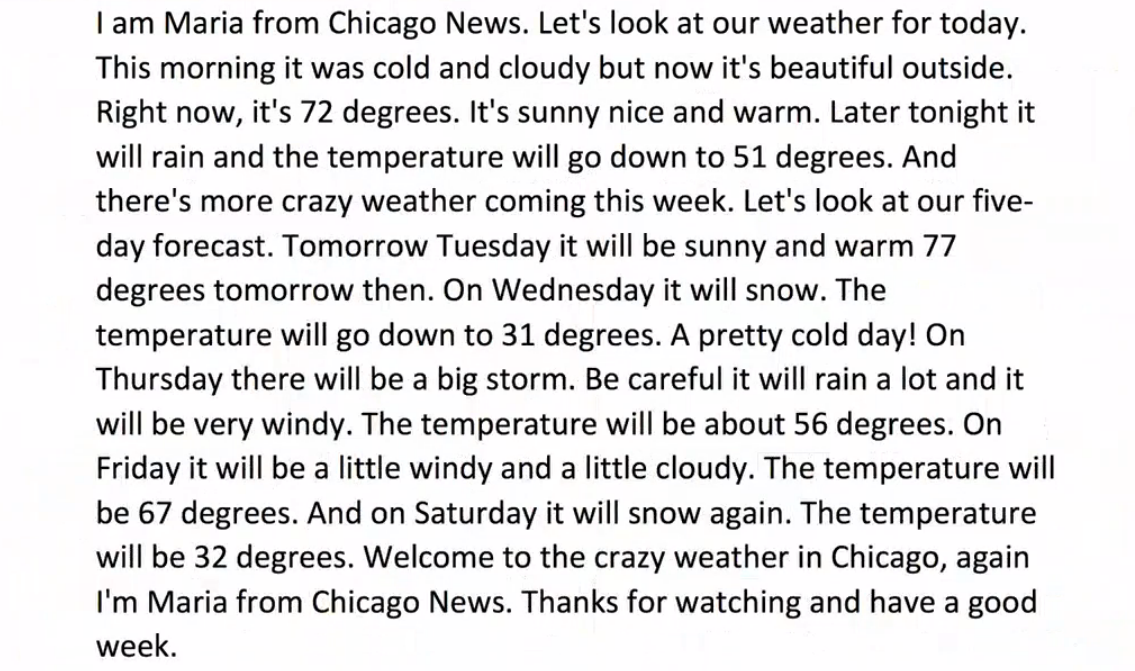 I am Maria from Chicago News. Let's look at our weather for today.
This morning it was cold and cloudy but now it's beautiful outside.
Right now, it's 72 degrees. It's sunny nice and warm. Later tonight it
will rain and the temperature will go down to 51 degrees. And
there's more crazy weather coming this week. Let's look at our five-
day forecast. Tomorrow Tuesday it will be sunny and warm 77
degrees tomorrow then. On Wednesday it will snow. The
temperature will go down to 31 degrees. A pretty cold day! On
Thursday there will be a big storm. Be careful it will rain a lot and it
will be very windy. The temperature will be about 56 degrees. On
Friday it will be a little windy and a little cloudy. The temperature will
be 67 degrees. And on Saturday it will snow again. The temperature
will be 32 degrees. Welcome to the crazy weather in Chicago, again
I'm Maria from Chicago News. Thanks for watching and have a good
week.